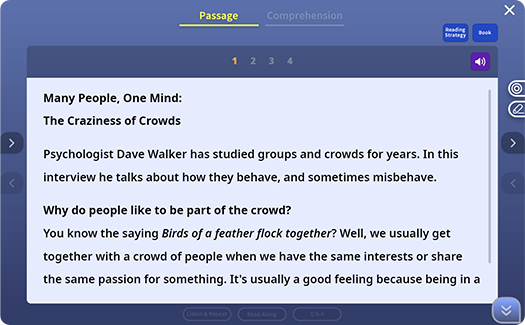 Passage
Comprehension
Reading
Strategy
Book
1 2 3 4
Many People, One Mind:
The Craziness of Crowds
Psychologist Dave Walker has studied groups and crowds for years. In this
interview he talks about how they behave, and sometimes misbehave.
Why do people like to be part of the crowd?
You know the saying Birds of a feather flock together? Well, we usually get
together with a crowd of people when we have the same interests or share
the same passion for something. It's usually a good feeling because being in a
Listen & Repeat
Read Along